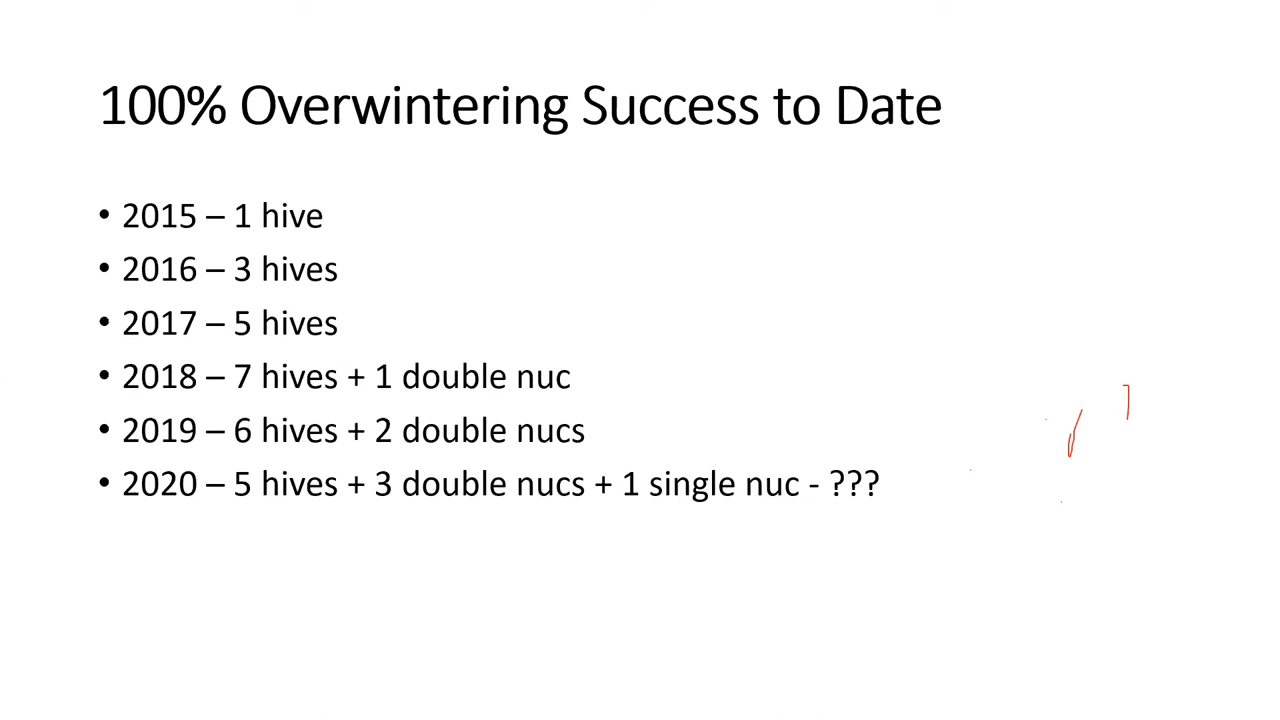 100% Overwintering Success to Date
• 2015 – 1 hive
• 2016 – 3 hives
• 2017 – 5 hives
• 2018 – 7 hives + 1 double nuc
• 2019 – 6 hives + 2 double nucs
• 2020 – 5 hives + 3 double nucs + 1 single nuc - ???